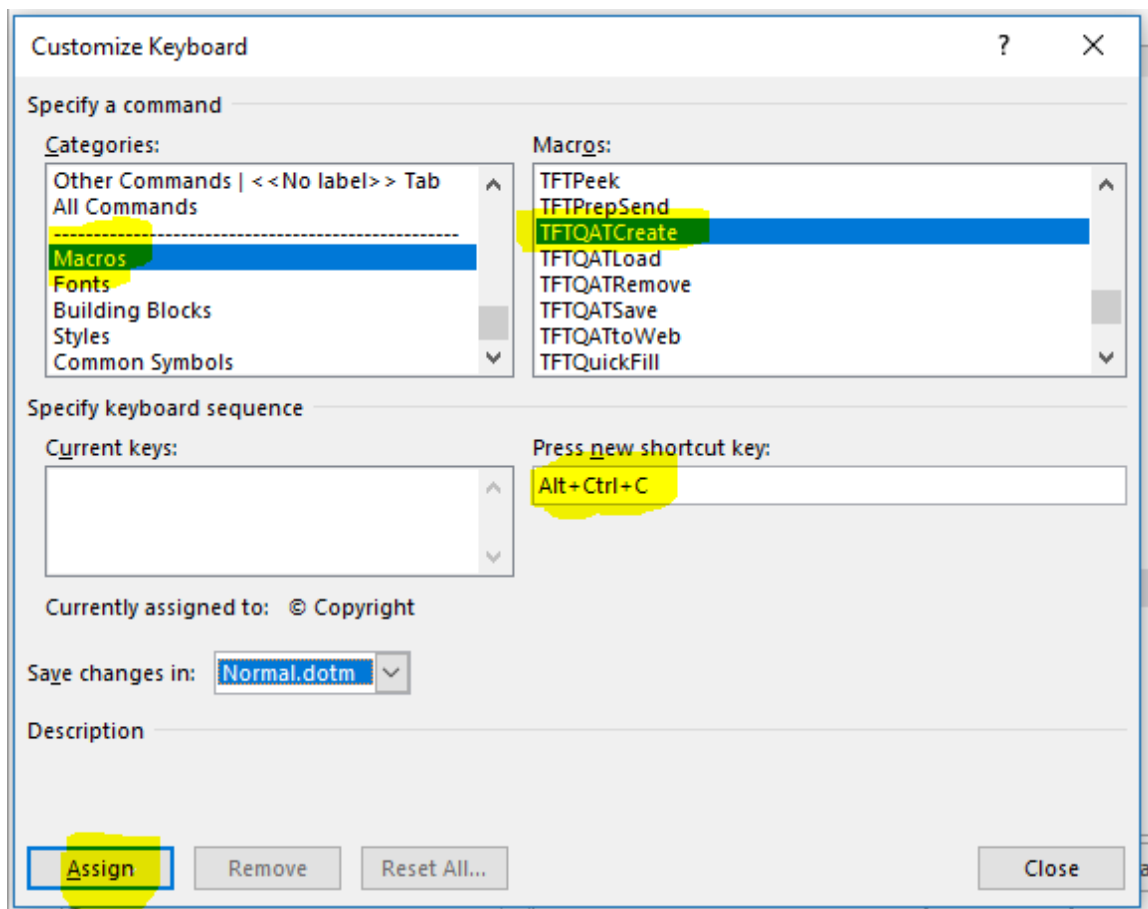 Customize Keyboard
?
Specify a command
Categories:
Other Commands | <<No label>> Tab
All Commands
---------------------------------------------------
Macros
Fonts
Building Blocks
Styles
Common Symbols
Macros:
TFTPeek
TFTPrepSend
TFTQATCreate
TFTQATLoad
TFTQATRemove
TFTQATSave
TFTQATtoWeb
TFTQuickFill
Specify keyboard sequence
Current keys:
Press new shortcut key:
Alt+Ctrl+C
Currently assigned to: © Copyright
Save changes in: Normal.dotm
Description
Assign Remove Reset All... Close